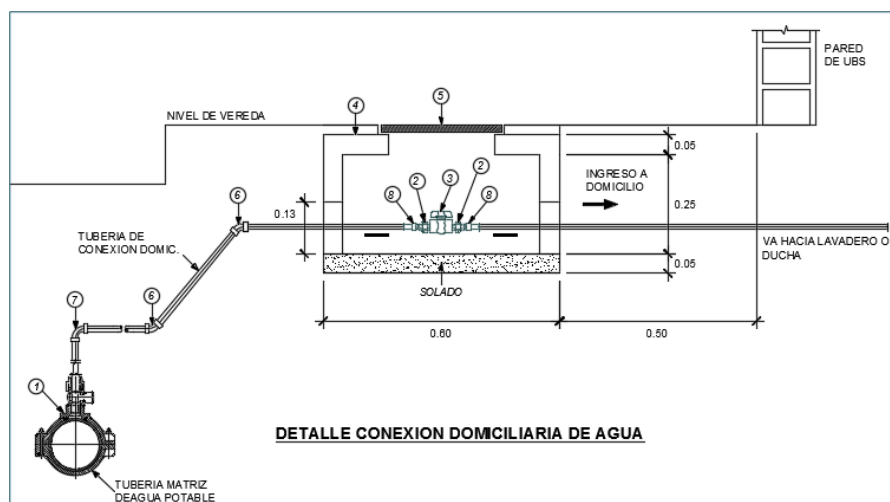 PARED
DE UBS
5
4
NIVEL DE VEREDA
0.05
2
3
2
INGRESO A
DOMICILIO
8
8
6
0.13
0.25
TUBERIA DE
CONEXION DOMIC.
VA HACIA LAVADERO O
DUCHA
0.05
SOLADO
7
6
0.60
0.50
1
DETALLE CONEXION DOMICILIARIA DE AGUA
TUBERIA MATRIZ
DEAGUA POTABLE